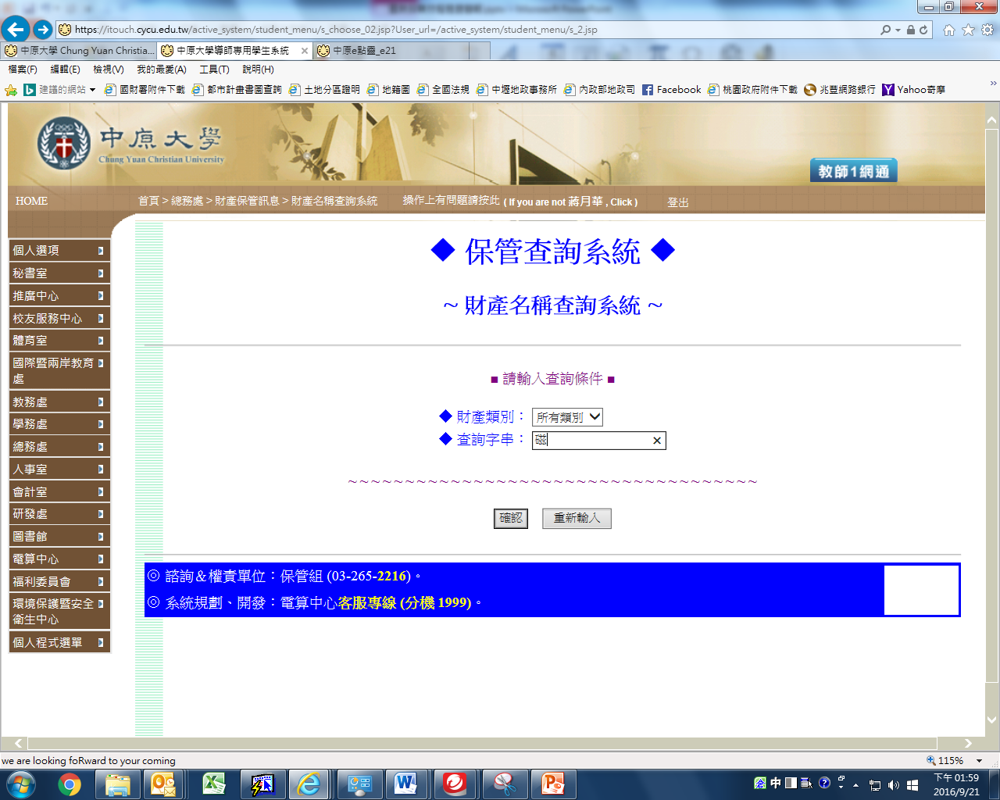 https://itouch.cycu.edu.tw/active_system/student_menu/s_choose_02.jsp?User_url=/active_system/student_menu/s_2.jsp
中原大學 Chung Yuan Christia...
中原大學導師専用學生系統
中原e點靈_e21
檔案(F) 編輯(E) 檢視(V) 我的最愛(A) 工具(T) 說明(H)
建議的網站 國財署附件下載 都市計畫書圖查詢 土地分區證明 地籍圖 全國法規 中壢地政事務所 內政部地政司 Facebook 桃園政府附件下載 兆豐網路銀行 Yahoo奇摩
中原大學
Chung Yuan Christian University
教師1網通
HOME
首頁 > 總務處 > 財產保管訊息 > 財產名稱查詢系統
操作上有問題請按此 ( If you are not 蔣月華 , Click )
登出
個人選項
秘書室
推廣中心
校友服務中心
體育室
國際暨兩岸教育
處
教務處
學務處
總務處
人事室
會計室
研發處
圖書館
電算中心
福利委員會
環境保護暨安全
衛生中心
個人程式選單
◆ 保管查詢系統 ◆
~ 財產名稱查詢系統 ~
■ 請輸入查詢條件 ■
◆ 財產類別： 所有類別
◆ 查詢字串： 磁
~~~~~~~~~~~~~~~~~~~~~~~~~~~~~~~~~~~~
確認 重新輸入
◎ 諮詢＆權責單位：保管組 (03-265-2216)。
◎ 系統規劃、開發：電算中心客服專線 (分機 1999)。
we are looking foRward to your coming
115%
倉 中
下午 01:59
2016/9/21